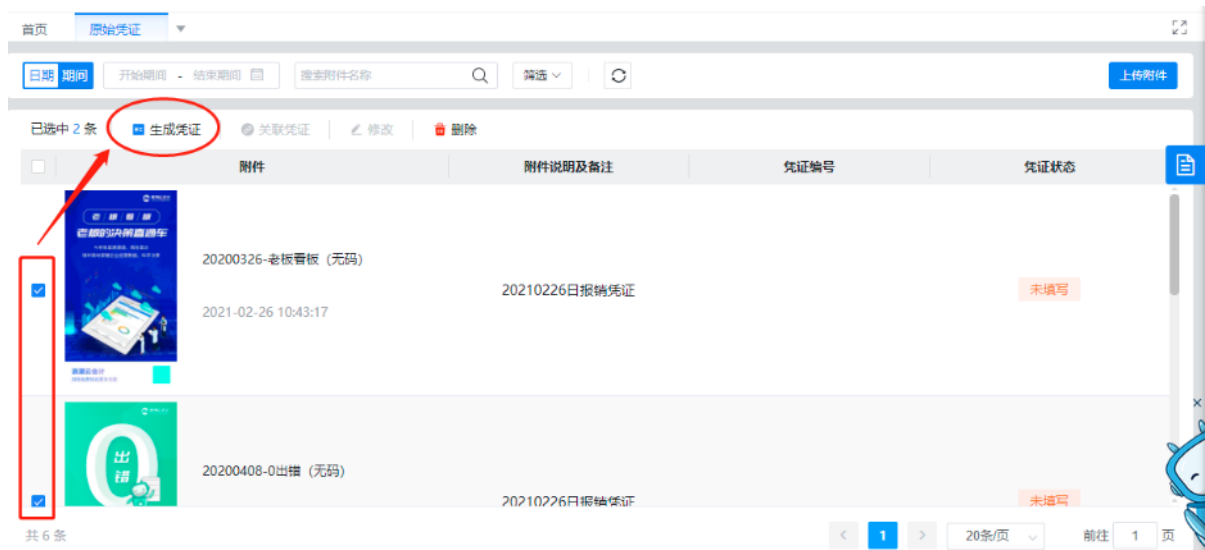 首页 原始凭证
日期 期间 开始期间 - 结束期间 搜索附件名称 筛选 上传附件
已选中 2 条 生成凭证 关联凭证 修改 删除
附件 附件说明及备注 凭证编号 凭证状态
老板看板
老板的决策直通车
20200326-老板看板（无码）
20210226日报销凭证 未填写
2021-02-26 10:43:17
出错
20200408-0出错（无码）
20210226日报销凭证 未填写
共 6 条 1 20条/页 前往 1 页